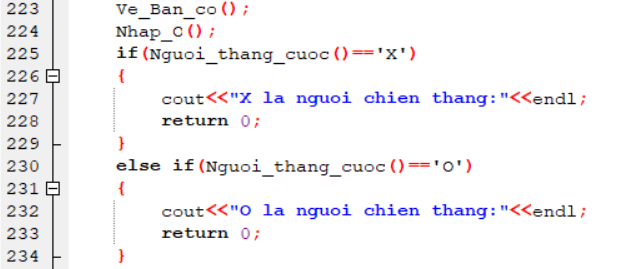 223 Ve_Ban_co();
224 Nhap_O();
225 if(Nguoi_thang_cuoc()=='X')
226 {
227 cout<<"X la nguoi chien thang:"<<endl;
228 return 0;
229 }
230 else if(Nguoi_thang_cuoc()=='O')
231 {
232 cout<<"O la nguoi chien thang:"<<endl;
233 return 0;
234 }